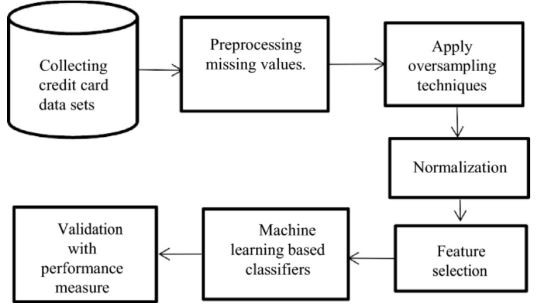 Collecting
credit card
data sets
Preprocessing
missing values.
Apply
oversampling
techniques
Normalization
Feature
selection
Machine
learning based
classifiers
Validation
with
performance
measure